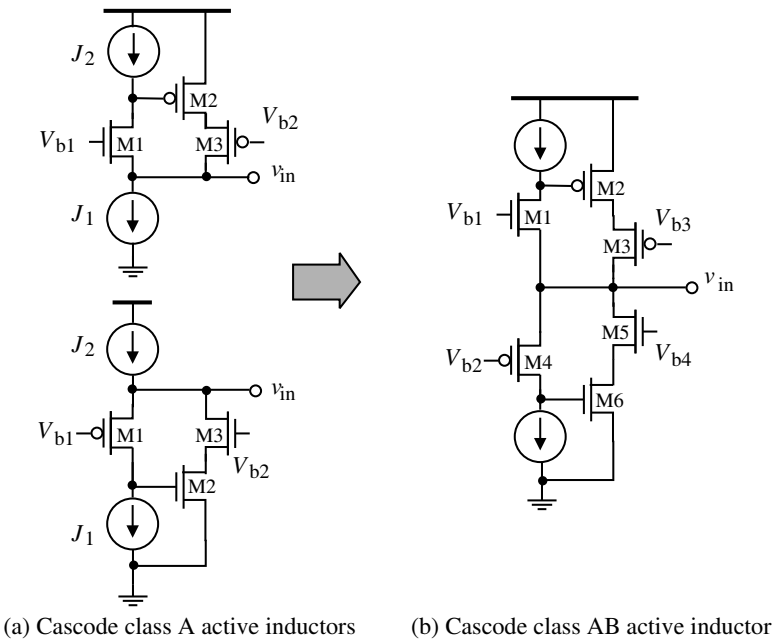 J2
M2
Vb1
M1
Vb2
M3
vin
J1
J2
vin
Vb1
M1
M3
Vb2
M2
J1
M2
Vb1
M1
Vb3
M3
vin
M5
Vb2
M4
Vb4
M6
(a) Cascode class A active inductors
(b) Cascode class AB active inductor